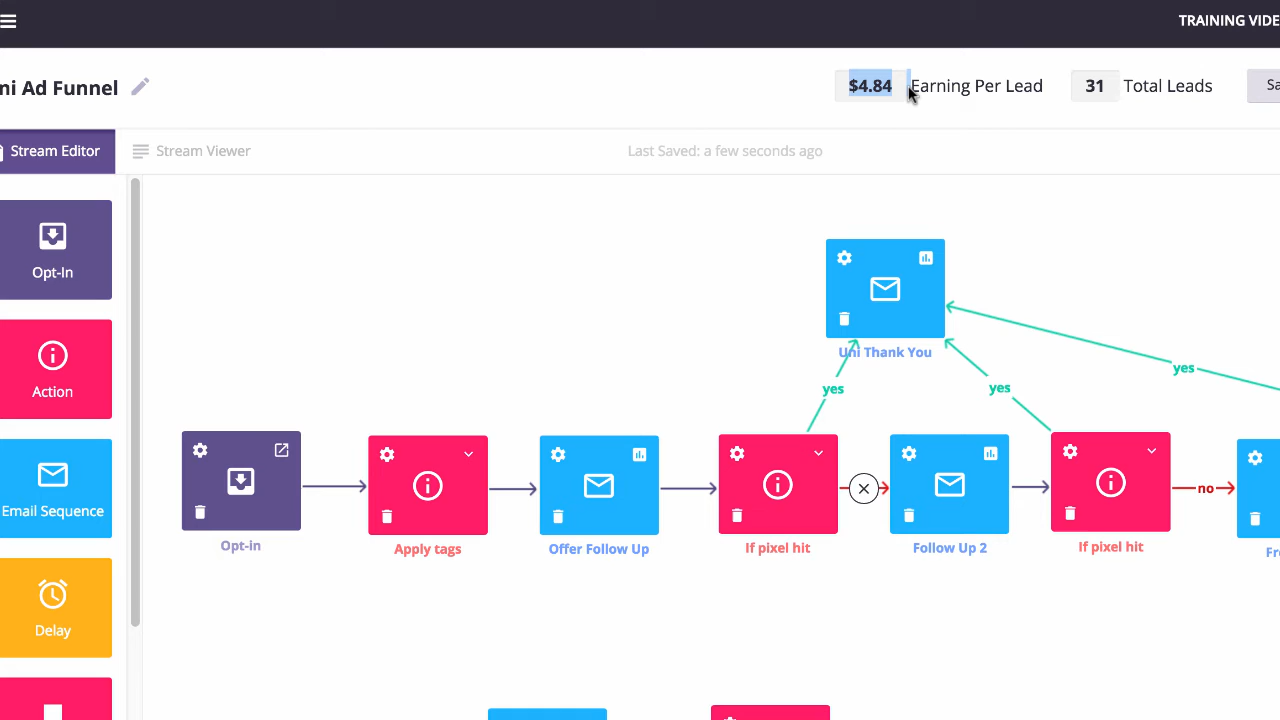 TRAINING VIDE
ni Ad Funnel
$4.84 Earning Per Lead
31 Total Leads
Sa
Stream Editor
Stream Viewer
Last Saved: a few seconds ago
Opt-In
Action
Email Sequence
Delay
Uni Thank You
yes
yes
yes
no
Opt-in
Apply tags
Offer Follow Up
If pixel hit
Follow Up 2
If pixel hit
Fr